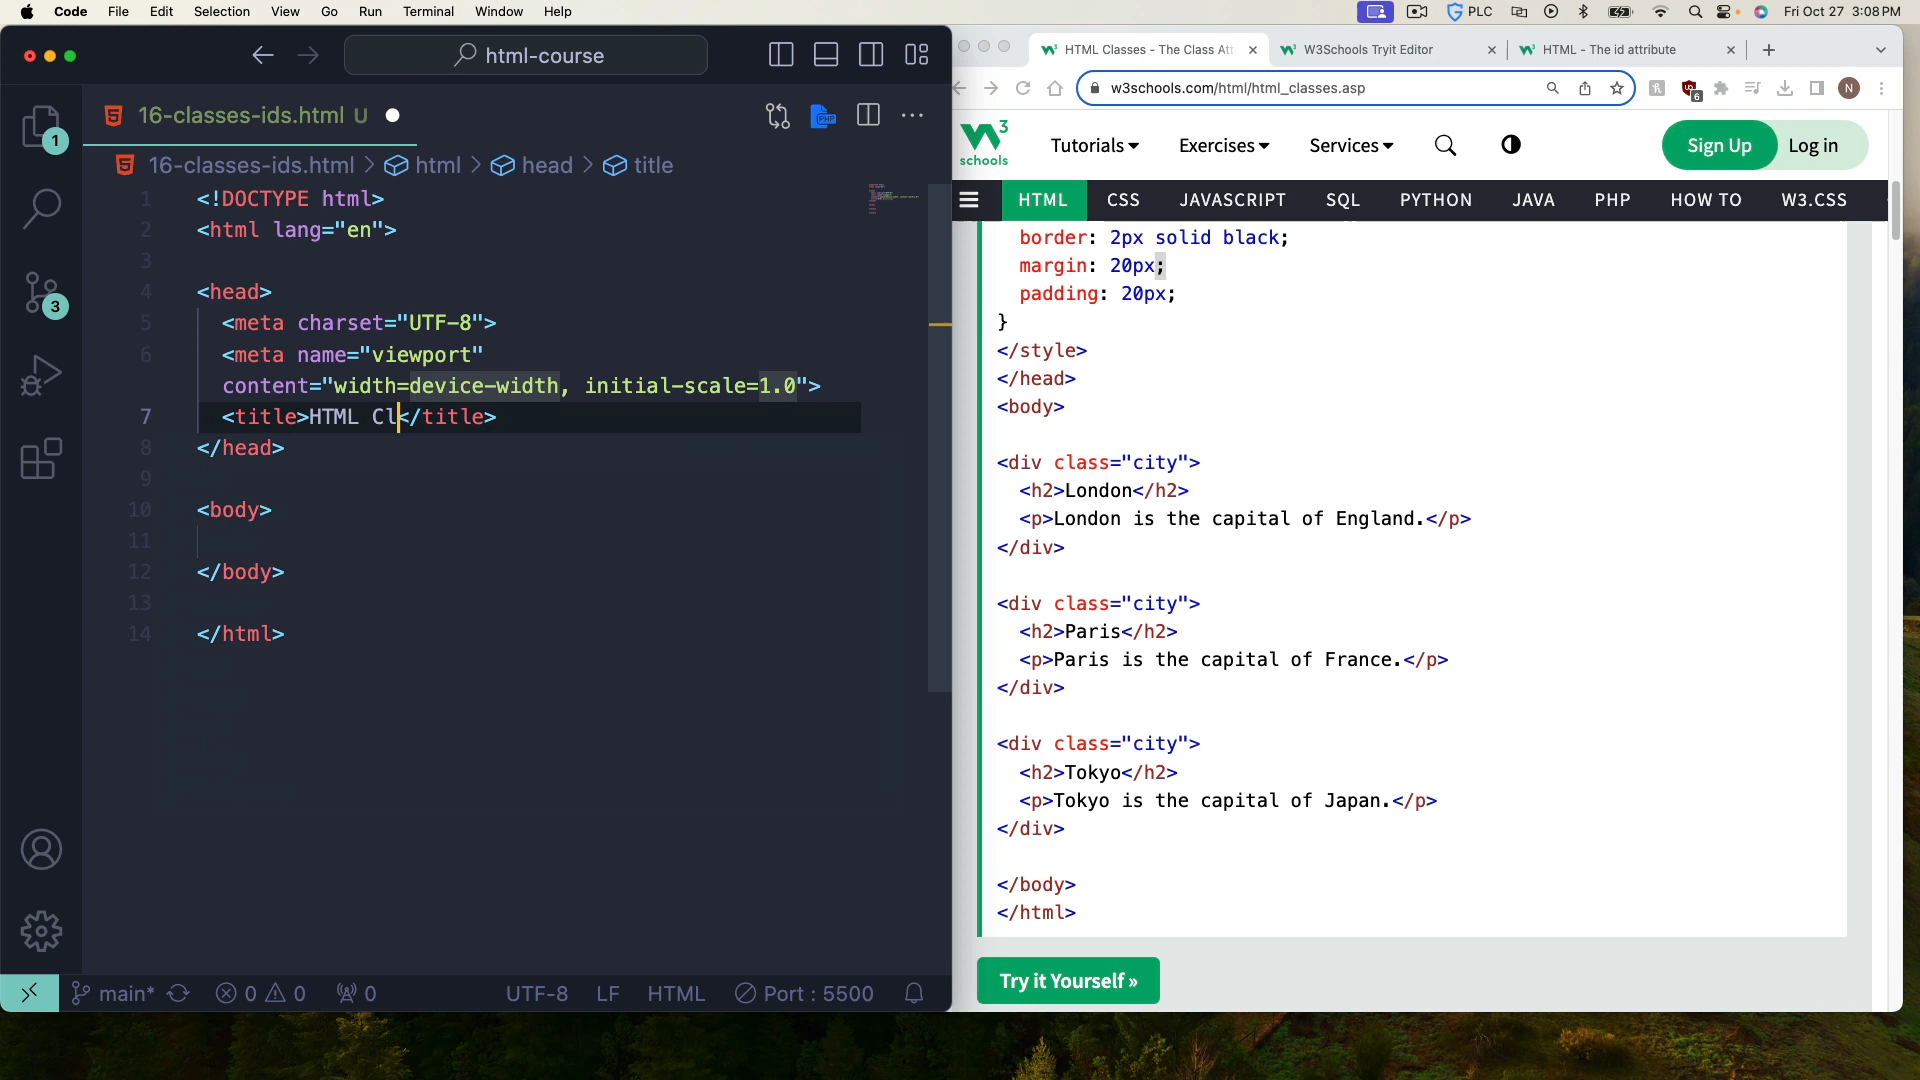 Code File Edit Selection View Go Run Terminal Window Help
PLC
Fri Oct 27 3:08 PM
html-course
16-classes-ids.html U
16-classes-ids.html > html > head > title
1 <!DOCTYPE html>
2 <html lang="en">
3
4 <head>
5 <meta charset="UTF-8">
6 <meta name="viewport"
content="width=device-width, initial-scale=1.0">
7 <title>HTML Cl</title>
8 </head>
9
10 <body>
11
12 </body>
13
14 </html>
1
3
main* 0 0 0 UTF-8 LF HTML Port : 5500
HTML Classes - The Class Att
W3Schools Tryit Editor
HTML - The id attribute
w3schools.com/html/html_classes.asp
6
N
W3 schools
Tutorials Exercises Services
Sign Up Log in
HTML CSS JAVASCRIPT SQL PYTHON JAVA PHP HOW TO W3.CSS
border: 2px solid black;
margin: 20px;
padding: 20px;
}
</style>
</head>
<body>
<div class="city">
<h2>London</h2>
<p>London is the capital of England.</p>
</div>
<div class="city">
<h2>Paris</h2>
<p>Paris is the capital of France.</p>
</div>
<div class="city">
<h2>Tokyo</h2>
<p>Tokyo is the capital of Japan.</p>
</div>
</body>
</html>
Try it Yourself »